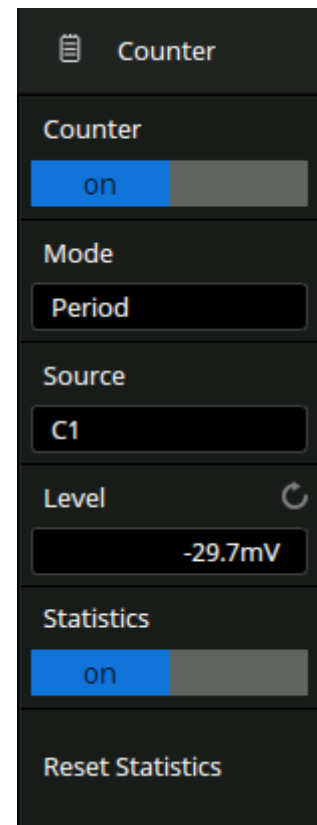 Counter
Counter
on
Mode
Period
Source
C1
Level
-29.7mV
Statistics
on
Reset Statistics